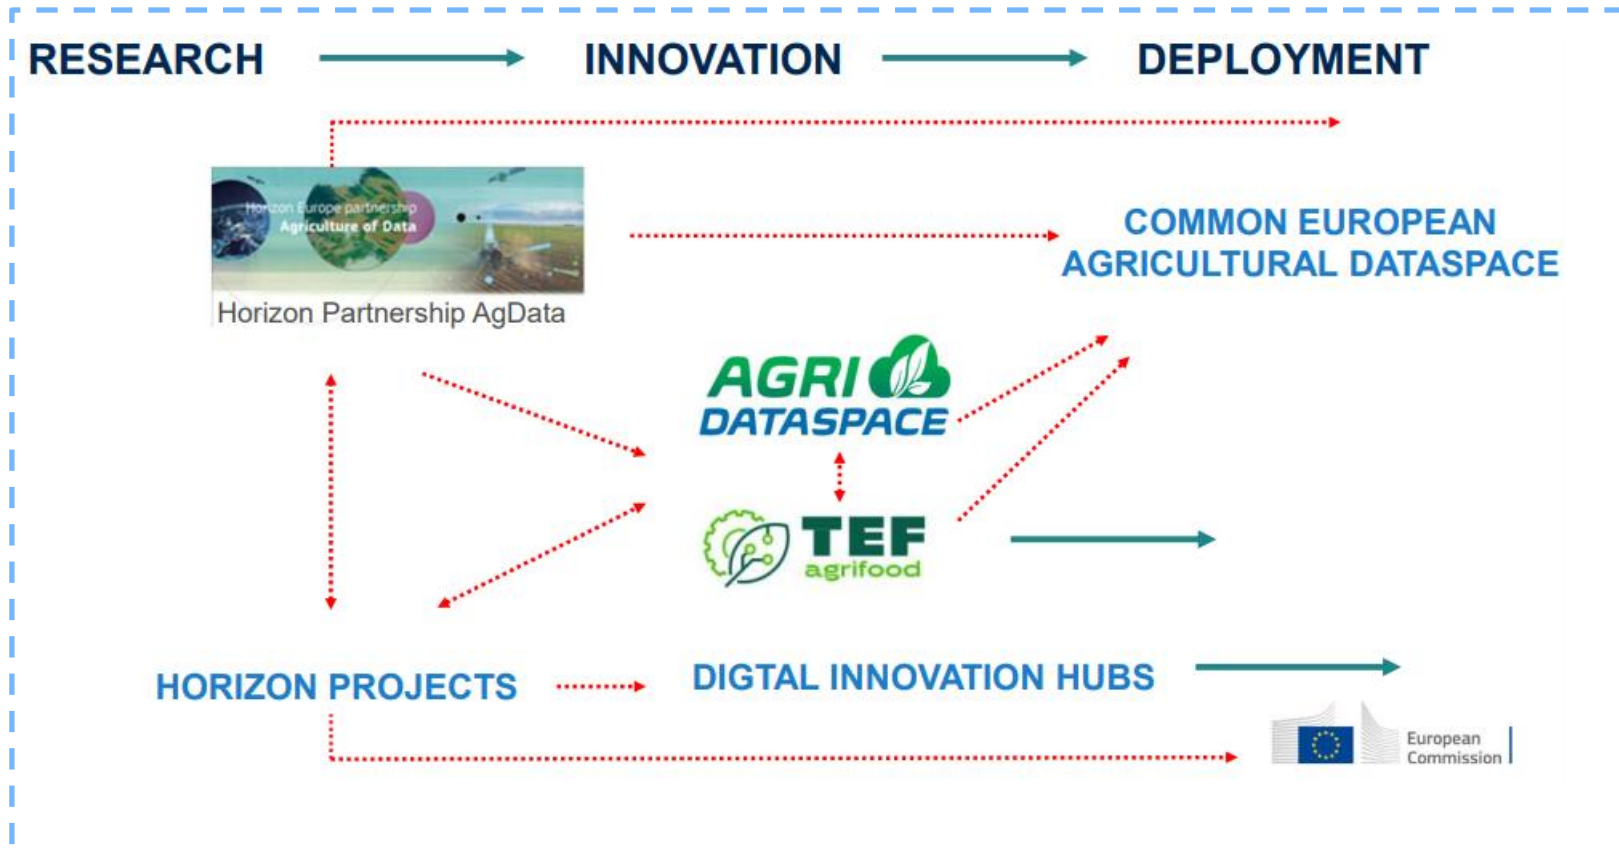 RESEARCH
INNOVATION
DEPLOYMENT
Horizon Europe partnership
Agriculture of Data
Horizon Partnership AgData
COMMON EUROPEAN
AGRICULTURAL DATASPACE
AGRI
DATASPACE
TEF
agrifood
HORIZON PROJECTS
DIGTAL INNOVATION HUBS
European
Commission